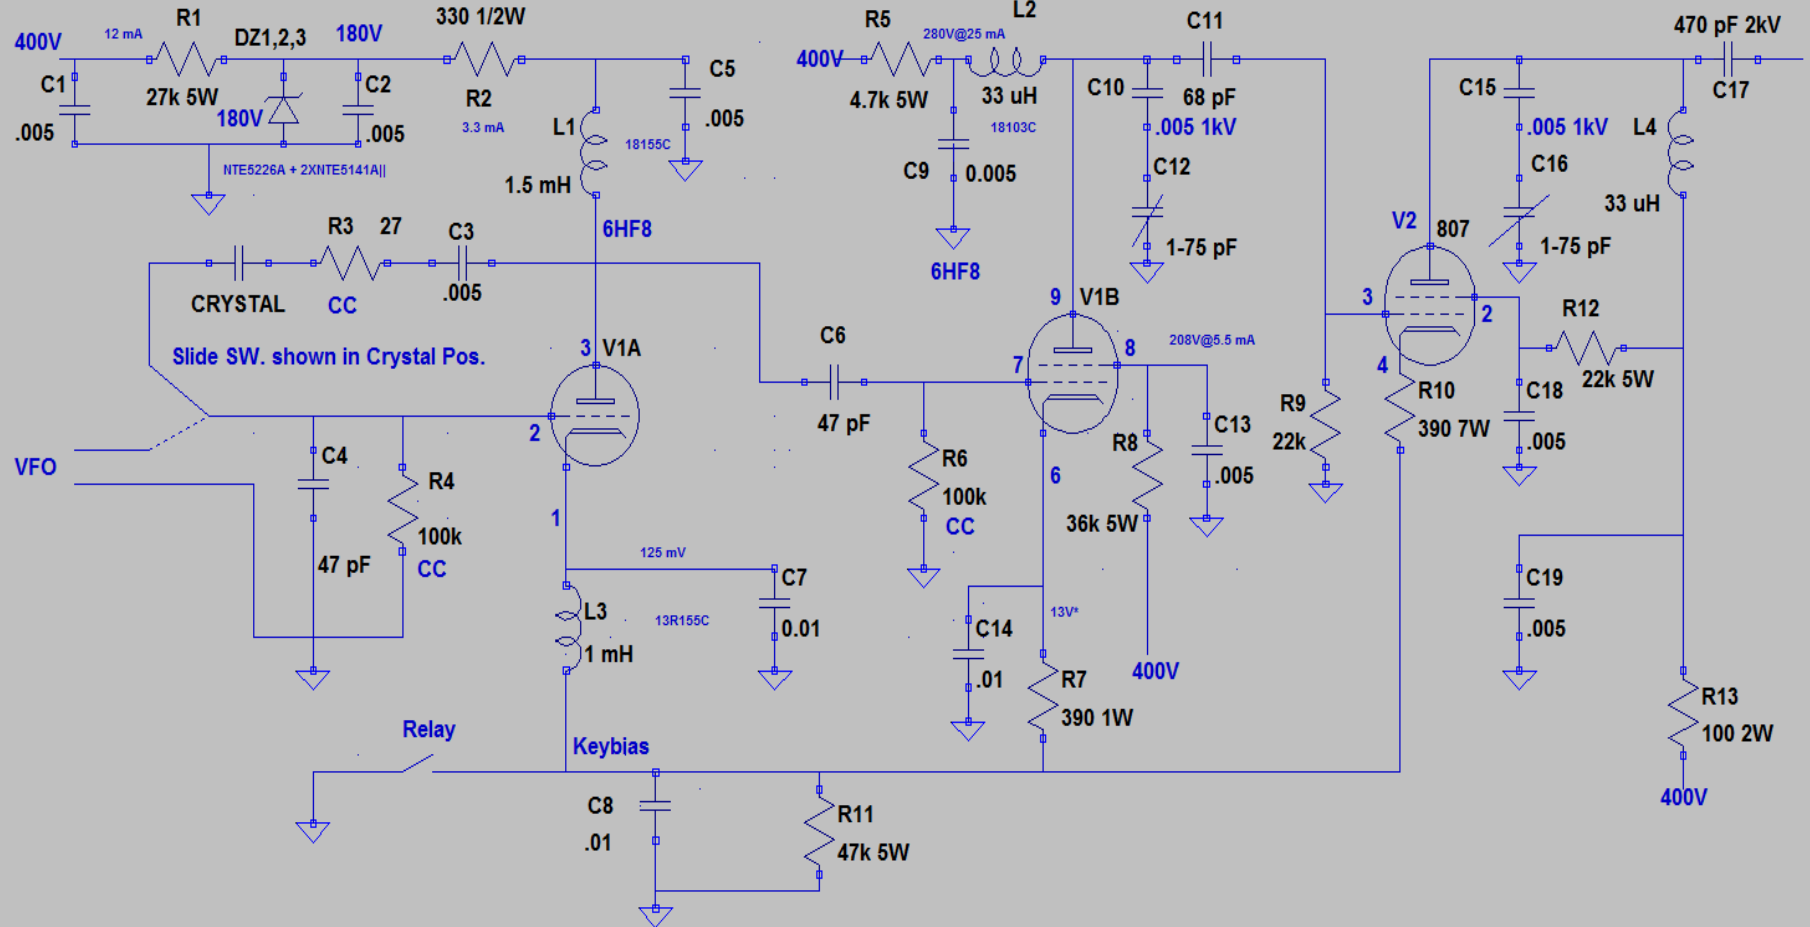 R1
330 1/2W
L2
R5
C11
470 pF 2kV
400V
12 mA
DZ1,2,3
180V
280V@25 mA
400V
C1
27k 5W
R2
C5
4.7k 5W
33 uH
C10
68 pF
C15
C17
180V
C2
3.3 mA
.005
.005
.005
L1
18155C
18103C
.005 1kV
.005 1kV
L4
NTE5226A + 2XNTE5141A||
1.5 mH
C9
0.005
C12
C16
33 uH
R3
27
C3
6HF8
1-75 pF
V2
807
1-75 pF
6HF8
CRYSTAL
CC
.005
9
V1B
3
2
R12
Slide SW. shown in Crystal Pos.
3
V1A
C6
7
8
208V@5.5 mA
4
22k 5W
2
47 pF
R10
390 7W
C18
.005
R9
22k
VFO
C4
R4
100k
CC
47 pF
R6
100k
CC
R8
36k 5W
C13
.005
6
1
125 mV
C7
0.01
L3
1 mH
13R155C
C14
.01
13V*
400V
R7
390 1W
C19
.005
R13
100 2W
400V
Relay
Keybias
C8
.01
R11
47k 5W